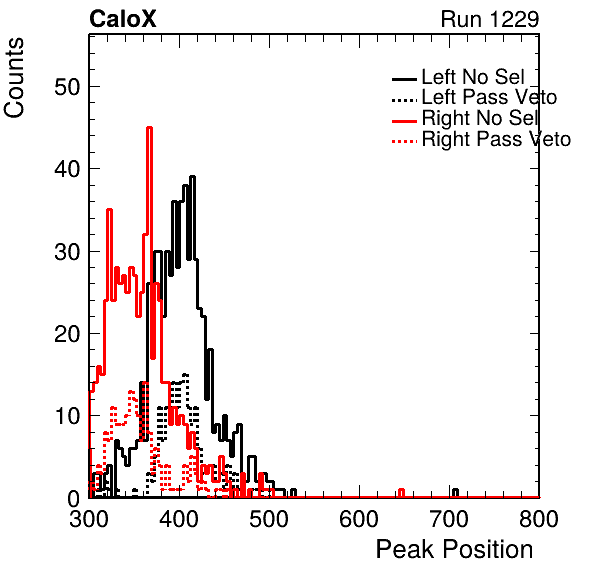 CaloX Run 1229
Counts
50
40
30
20
10
0
Left No Sel
Left Pass Veto
Right No Sel
Right Pass Veto
300 400 500 600 700 800
Peak Position